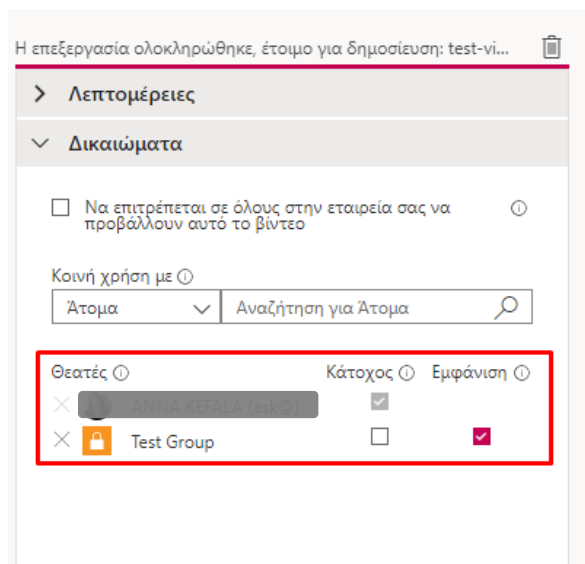 Η επεξεργασία ολοκληρώθηκε, έτοιμο για δημοσίευση: test-vi...
Λεπτομέρειες
Δικαιώματα
Να επιτρέπεται σε όλους στην εταιρεία σας να
προβάλλουν αυτό το βίντεο
Κοινή χρήση με
Άτομα Αναζήτηση για Άτομα
Θεατές Κάτοχος Εμφάνιση
Test Group